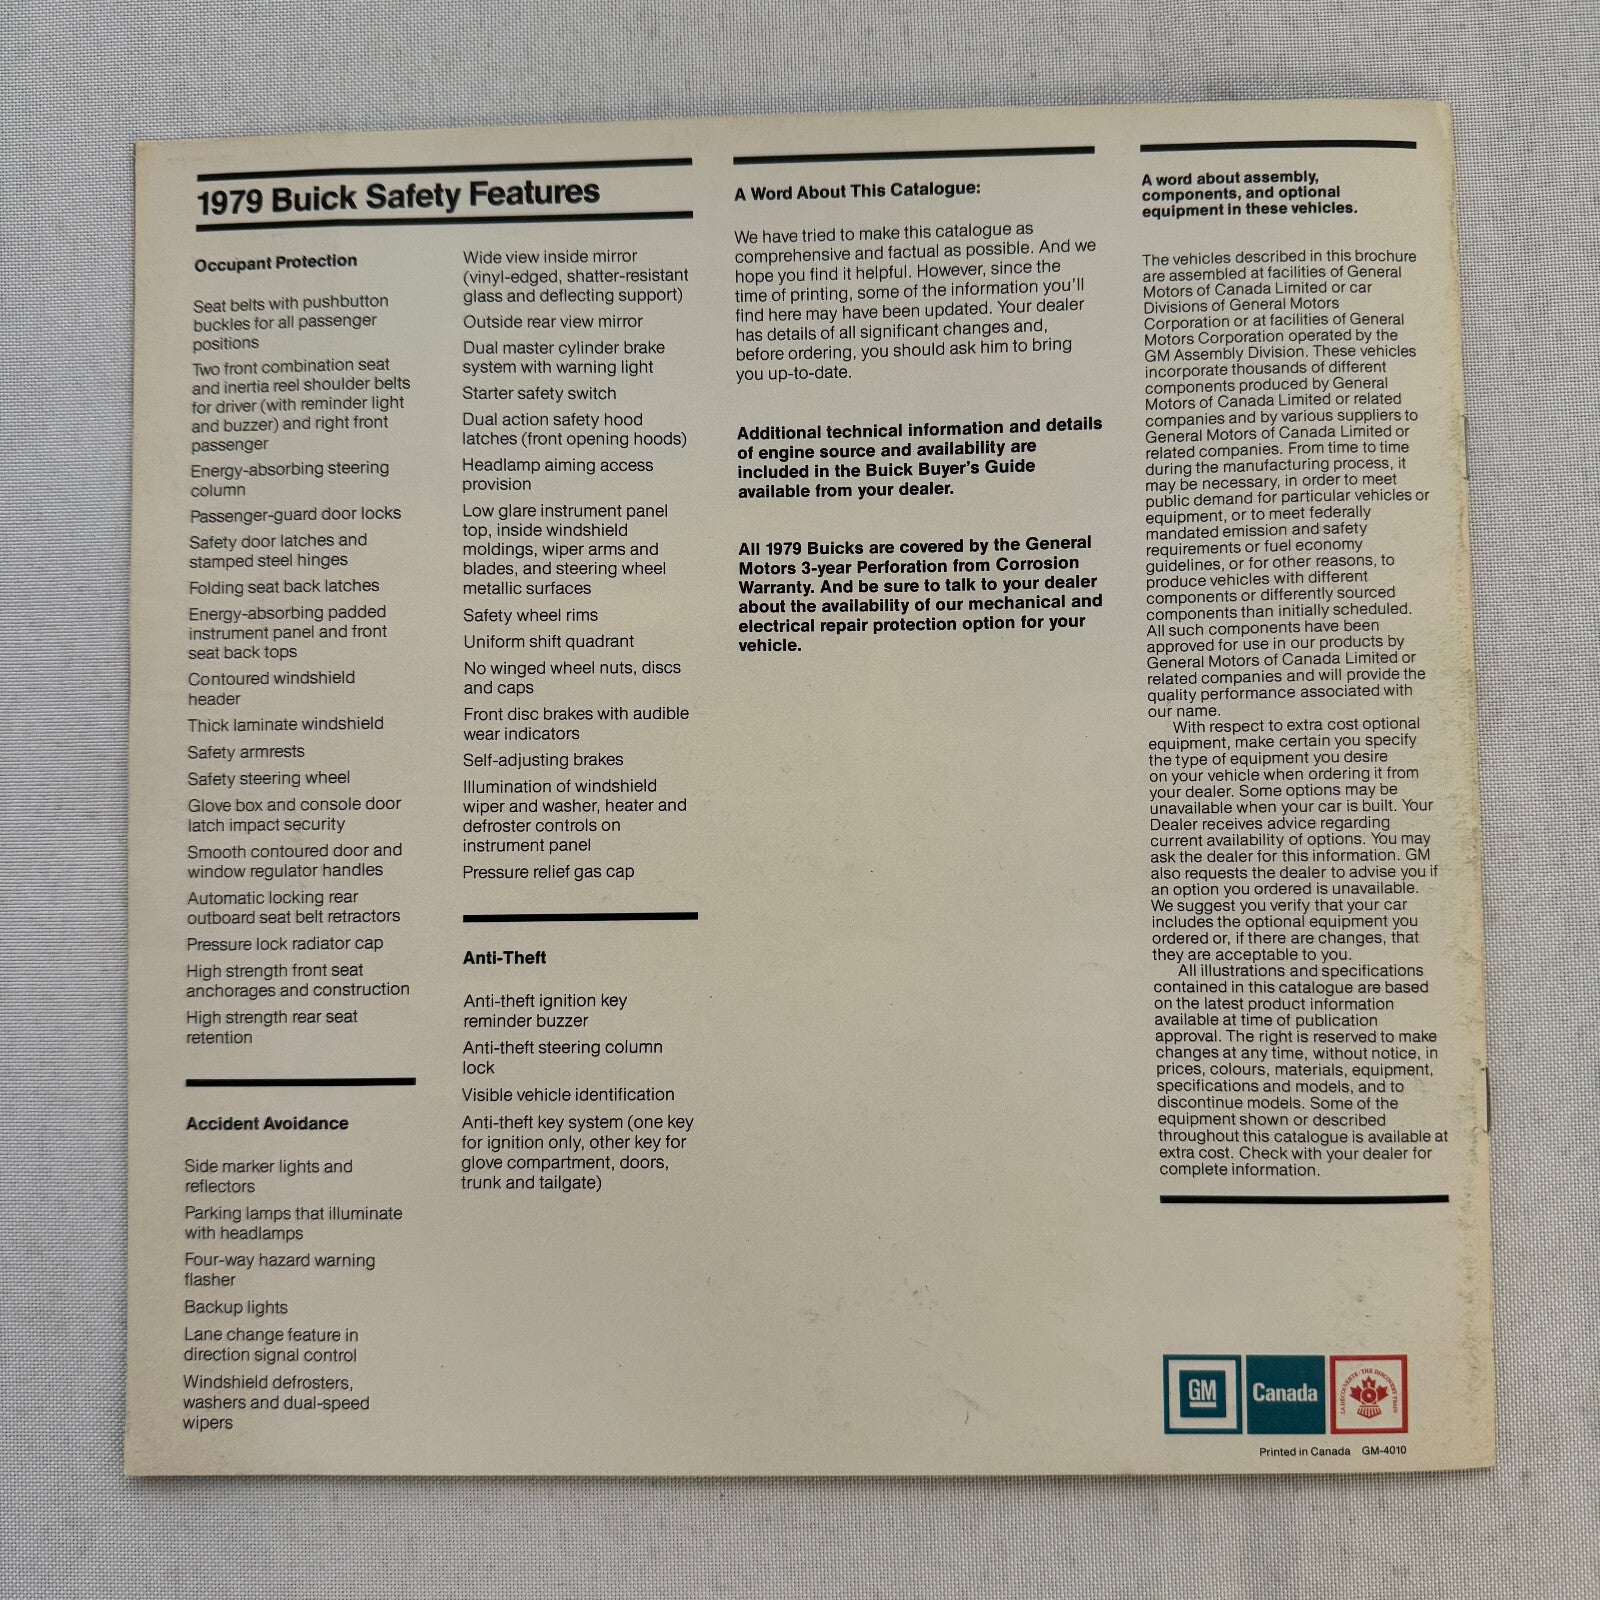 1979 Buick Safety Features
Occupant Protection
Seat belts with pushbutton
buckles for all passenger
positions
Two front combination seat
and inertia reel shoulder belts
for driver (with reminder light
and buzzer) and right front
passenger
Energy-absorbing steering
column
Passenger-guard door locks
Safety door latches and
stamped steel hinges
Folding seat back latches
Energy-absorbing padded
instrument panel and front
seat back tops
Contoured windshield
header
Thick laminate windshield
Safety armrests
Safety steering wheel
Glove box and console door
latch impact security
Smooth contoured door and
window regulator handles
Automatic locking rear
outboard seat belt retractors
Pressure lock radiator cap
High strength front seat
anchorages and construction
High strength rear seat
retention
Accident Avoidance
Side marker lights and
reflectors
Parking lamps that illuminate
with headlamps
Four-way hazard warning
flasher
Backup lights
Lane change feature in
direction signal control
Windshield defrosters,
washers and dual-speed
wipers
Wide view inside mirror
(vinyl-edged, shatter-resistant
glass and deflecting support)
Outside rear view mirror
Dual master cylinder brake
system with warning light
Starter safety switch
Dual action safety hood
latches (front opening hoods)
Headlamp aiming access
provision
Low glare instrument panel
top, inside windshield
moldings, wiper arms and
blades, and steering wheel
metallic surfaces
Safety wheel rims
Uniform shift quadrant
No winged wheel nuts, discs
and caps
Front disc brakes with audible
wear indicators
Self-adjusting brakes
Illumination of windshield
wiper and washer, heater and
defroster controls on
instrument panel
Pressure relief gas cap
Anti-Theft
Anti-theft ignition key
reminder buzzer
Anti-theft steering column
lock
Visible vehicle identification
Anti-theft key system (one key
for ignition only, other key for
glove compartment, doors,
trunk and tailgate)
A Word About This Catalogue:
We have tried to make this catalogue as
comprehensive and factual as possible. And we
hope you find it helpful. However, since the
time of printing, some of the information you'll
find here may have been updated. Your dealer
has details of all significant changes and,
before ordering, you should ask him to bring
you up-to-date.
Additional technical information and details
of engine source and availability are
included in the Buick Buyer's Guide
available from your dealer.
All 1979 Buicks are covered by the General
Motors 3-year Perforation from Corrosion
Warranty. And be sure to talk to your dealer
about the availability of our mechanical and
electrical repair protection option for your
vehicle.
A word about assembly,
components, and optional
equipment in these vehicles.
The vehicles described in this brochure
are assembled at facilities of General
Motors of Canada Limited or car
Divisions of General Motors
Corporation or at facilities of General
Motors Corporation operated by the
GM Assembly Division. These vehicles
incorporate thousands of different
components produced by General
Motors of Canada Limited or related
companies and by various suppliers to
General Motors of Canada Limited or
related companies. From time to time
during the manufacturing process, it
may be necessary, in order to meet
public demand for particular vehicles or
equipment, or to meet federally
mandated emission and safety
requirements or fuel economy
guidelines, or for other reasons, to
produce vehicles with different
components or differently sourced
components than initially scheduled.
All such components have been
approved for use in our products by
General Motors of Canada Limited or
related companies and will provide the
quality performance associated with
our name.
With respect to extra cost optional
equipment, make certain you specify
the type of equipment you desire
on your vehicle when ordering it from
your dealer. Some options may be
unavailable when your car is built. Your
Dealer receives advice regarding
current availability of options. You may
ask the dealer for this information. GM
also requests the dealer to advise you if
an option you ordered is unavailable.
We suggest you verify that your car
includes the optional equipment you
ordered or, if there are changes, that
they are acceptable to you.
All illustrations and specifications
contained in this catalogue are based
on the latest product information
available at time of publication
approval. The right is reserved to make
changes at any time, without notice, in
prices, colours, materials, equipment,
specifications and models, and to
discontinue models. Some of the
equipment shown or described
throughout this catalogue is available at
extra cost. Check with your dealer for
complete information.
GM
Canada
LA DÉCOUVERTE • THE DISCOVERY TRAIN
Printed in Canada GM-4010